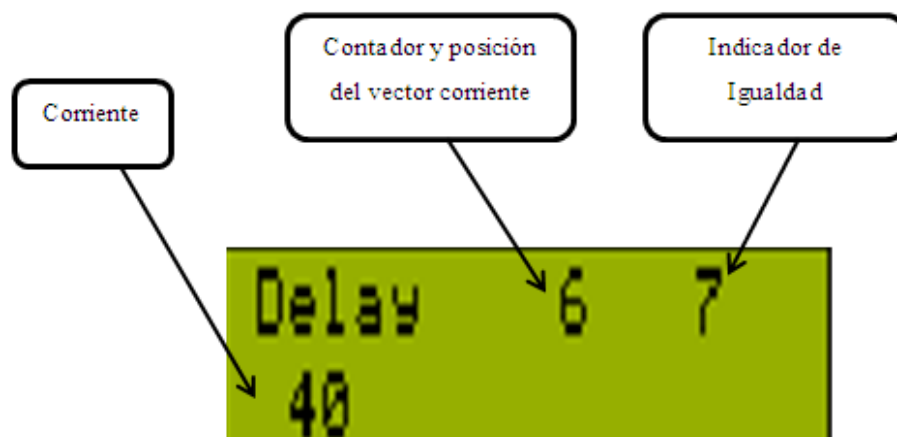 Contador y posición
del vector corriente
Indicador de
Igualdad
Corriente
Delay 6 7
40